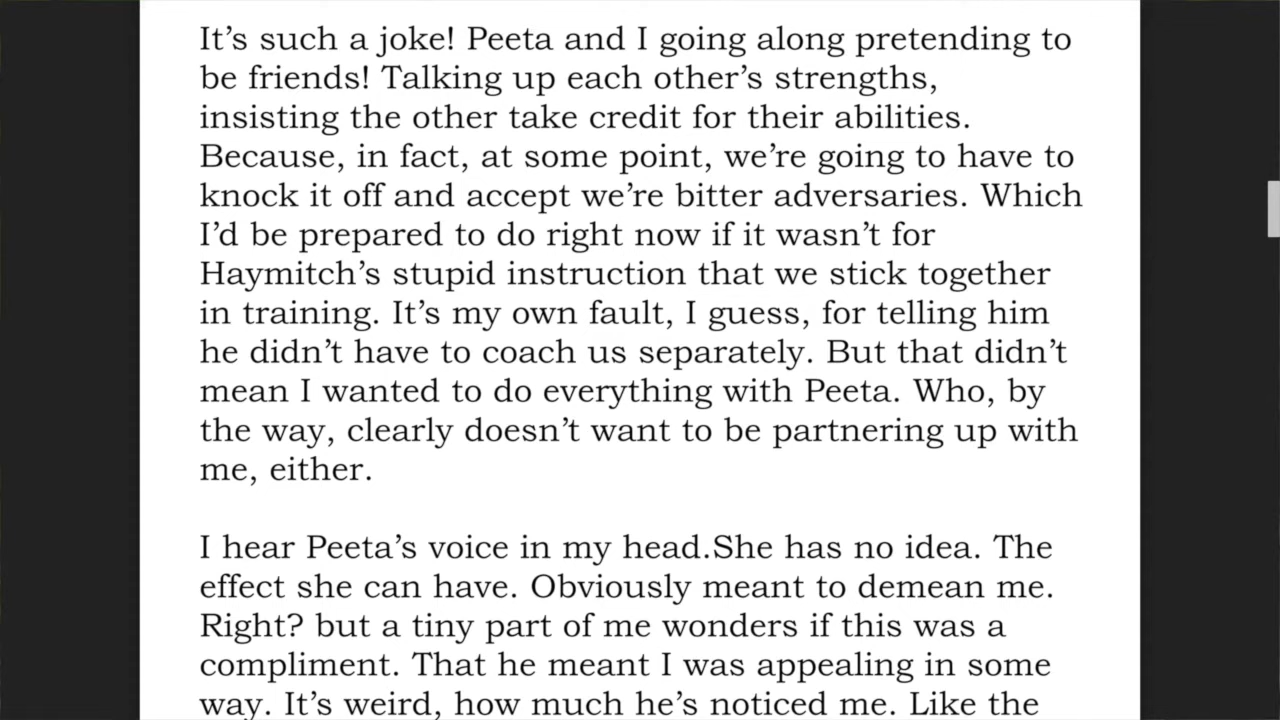 It’s such a joke! Peeta and I going along pretending to
be friends! Talking up each other’s strengths,
insisting the other take credit for their abilities.
Because, in fact, at some point, we’re going to have to
knock it off and accept we’re bitter adversaries. Which
I’d be prepared to do right now if it wasn’t for
Haymitch’s stupid instruction that we stick together
in training. It’s my own fault, I guess, for telling him
he didn’t have to coach us separately. But that didn’t
mean I wanted to do everything with Peeta. Who, by
the way, clearly doesn’t want to be partnering up with
me, either.
I hear Peeta’s voice in my head.She has no idea. The
effect she can have. Obviously meant to demean me.
Right? but a tiny part of me wonders if this was a
compliment. That he meant I was appealing in some
way. It’s weird, how much he’s noticed me. Like the